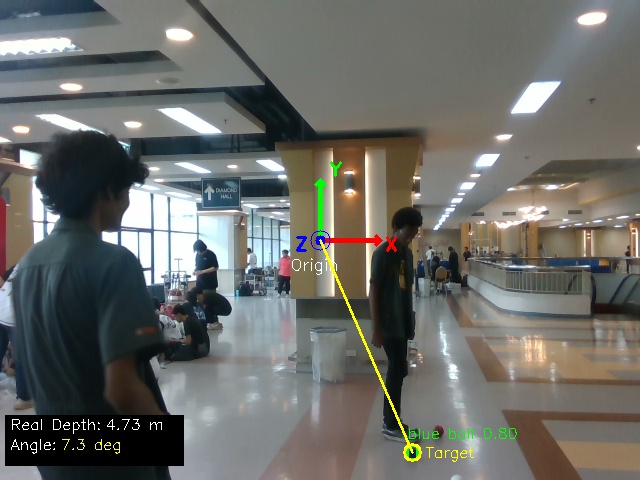 DIAMOND
HALL
Y
Z
X
Origin
blue ball 0.80
Target
Real Depth: 4.73 m
Angle: 7.3 deg